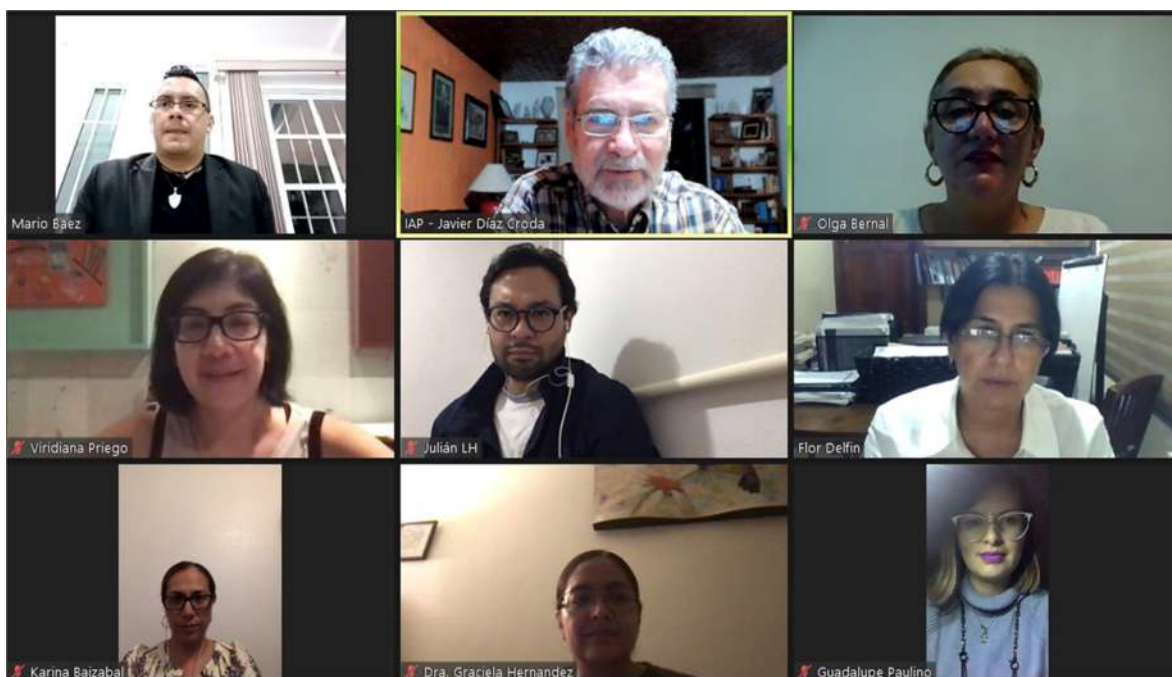 Mario Baez
IAP - Javier Díaz Croda
Olga Bernal
Viridiana Priego
Julián LH
Flor Delfin
Karina Baizabal
Dra. Graciela Hernandez
Guadalupe Paulino